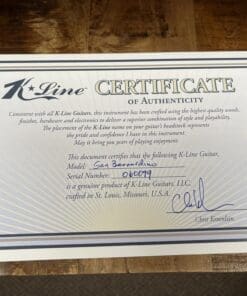 K-Line
CERTIFICATE
OF AUTHENTICITY
Consistent with all K-Line Guitars, this instrument has been crafted using the highest quality woods,
finishes, hardware and electronics to deliver a superior combination of style and playability.
The placement of the K-Line name on your guitar's headstock represents
the pride and confidence I have in this instrument.
May it bring you years of playing enjoyment.
This document certifies that the following K-Line Guitar,
Model: San Bernardino
Serial Number:
is a genuine product of K-Line Guitars, LLC,
crafted in St. Louis, Missouri, U.S.A.
Chris Kroenlein